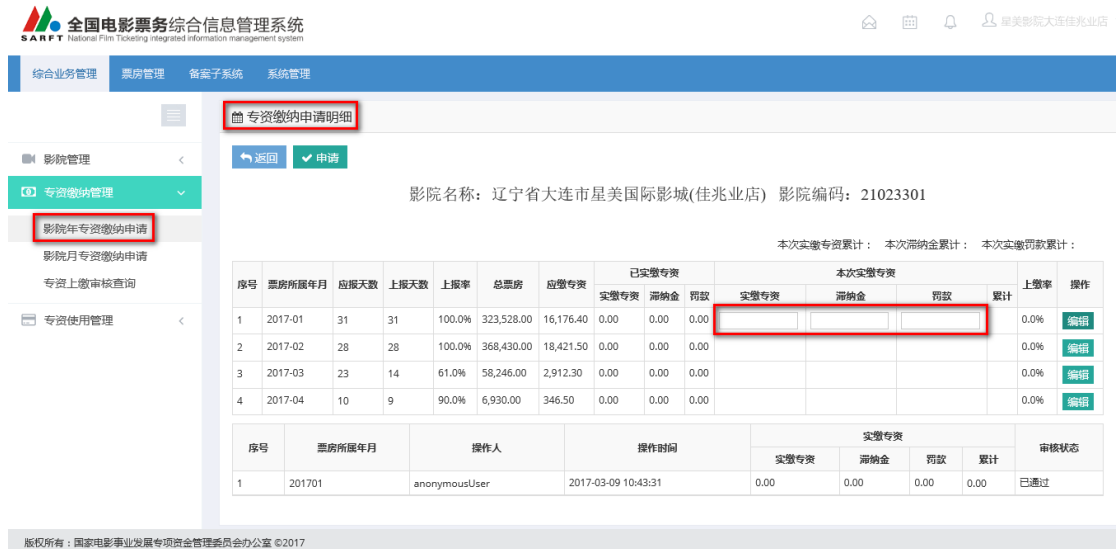 全国电影票务综合信息管理系统
SARFT National Film Ticketing integrated information management system
星美影院大连佳兆业店
综合业务管理 票房管理 备案子系统 系统管理
专资缴纳申请明细
影院管理
专资缴纳管理
影院年专资缴纳申请
影院月专资缴纳申请
专资上缴审核查询
专资使用管理
返回 申请
影院名称：辽宁省大连市星美国际影城(佳兆业店) 影院编码：21023301
本次实缴专资累计： 本次滞纳金累计： 本次实缴罚款累计：
序号 票房所属年月 应报天数 上报天数 上报率 总票房 应缴专资 已实缴专资 本次实缴专资 上缴率 操作
实缴专资 滞纳金 罚款 实缴专资 滞纳金 罚款 累计
1 2017-01 31 31 100.0% 323,528.00 16,176.40 0.00 0.00 0.00 0.0% 编辑
2 2017-02 28 28 100.0% 368,430.00 18,421.50 0.00 0.00 0.00 0.0% 编辑
3 2017-03 23 14 61.0% 58,246.00 2,912.30 0.00 0.00 0.00 0.0% 编辑
4 2017-04 10 9 90.0% 6,930.00 346.50 0.00 0.00 0.00 0.0% 编辑
序号 票房所属年月 操作人 操作时间 实缴专资 审核状态
实缴专资 滞纳金 罚款 累计
1 201701 anonymousUser 2017-03-09 10:43:31 0.00 0.00 0.00 0.00 已通过
版权所有：国家电影事业发展专项资金管理委员会办公室 ©2017